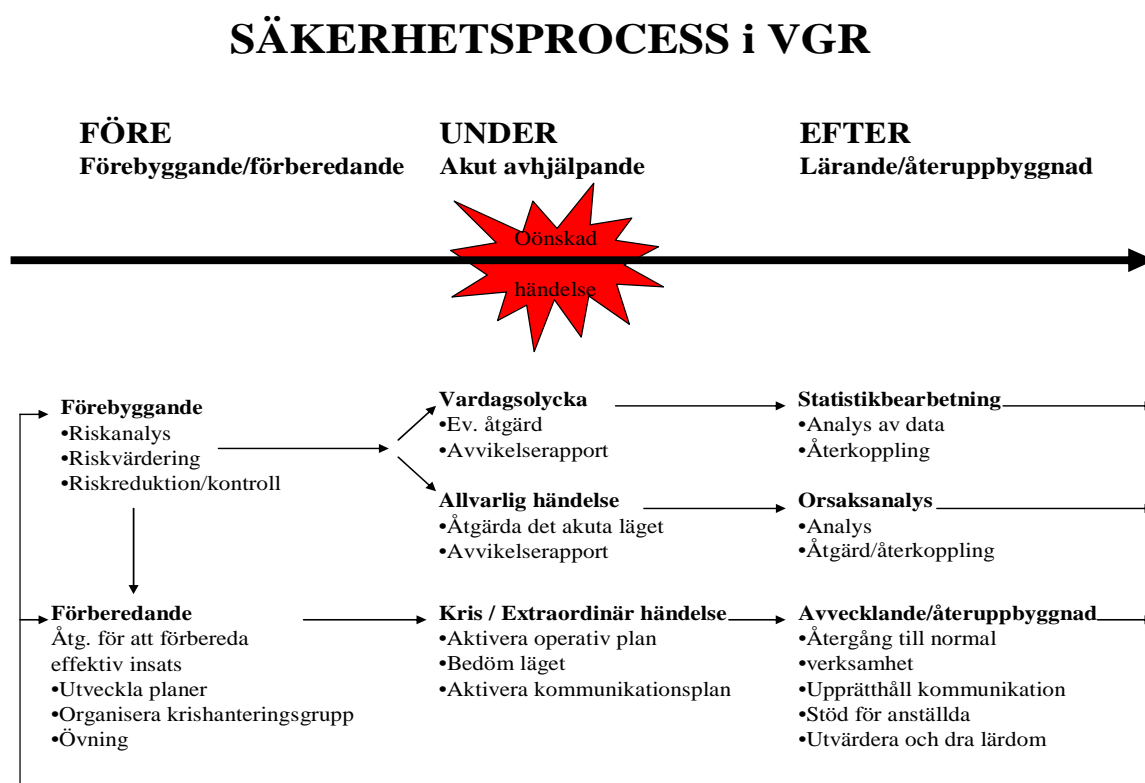 SÄKERHETSPROCESS i VGR
FÖRE
Förebyggande/förberedande
UNDER
Akut avhjälpande
EFTER
Lärande/återuppbyggnad
Oönskad
händelse
Förebyggande
•Riskanalys
•Riskvärdering
•Riskreduktion/kontroll
Vardagsolycka
•Ev. åtgärd
•Avvikelserapport
Statistikbearbetning
•Analys av data
•Återkoppling
Allvarlig händelse
•Åtgärda det akuta läget
•Avvikelserapport
Orsaksanalys
•Analys
•Åtgärd/återkoppling
Förberedande
Åtg. för att förbereda
effektiv insats
•Utveckla planer
•Organisera krishanteringsgrupp
•Övning
Kris / Extraordinär händelse
•Aktivera operativ plan
•Bedöm läget
•Aktivera kommunikationsplan
Avvecklande/återuppbyggnad
•Återgång till normal
•verksamhet
•Upprätthåll kommunikation
•Stöd för anställda
•Utvärdera och dra lärdom